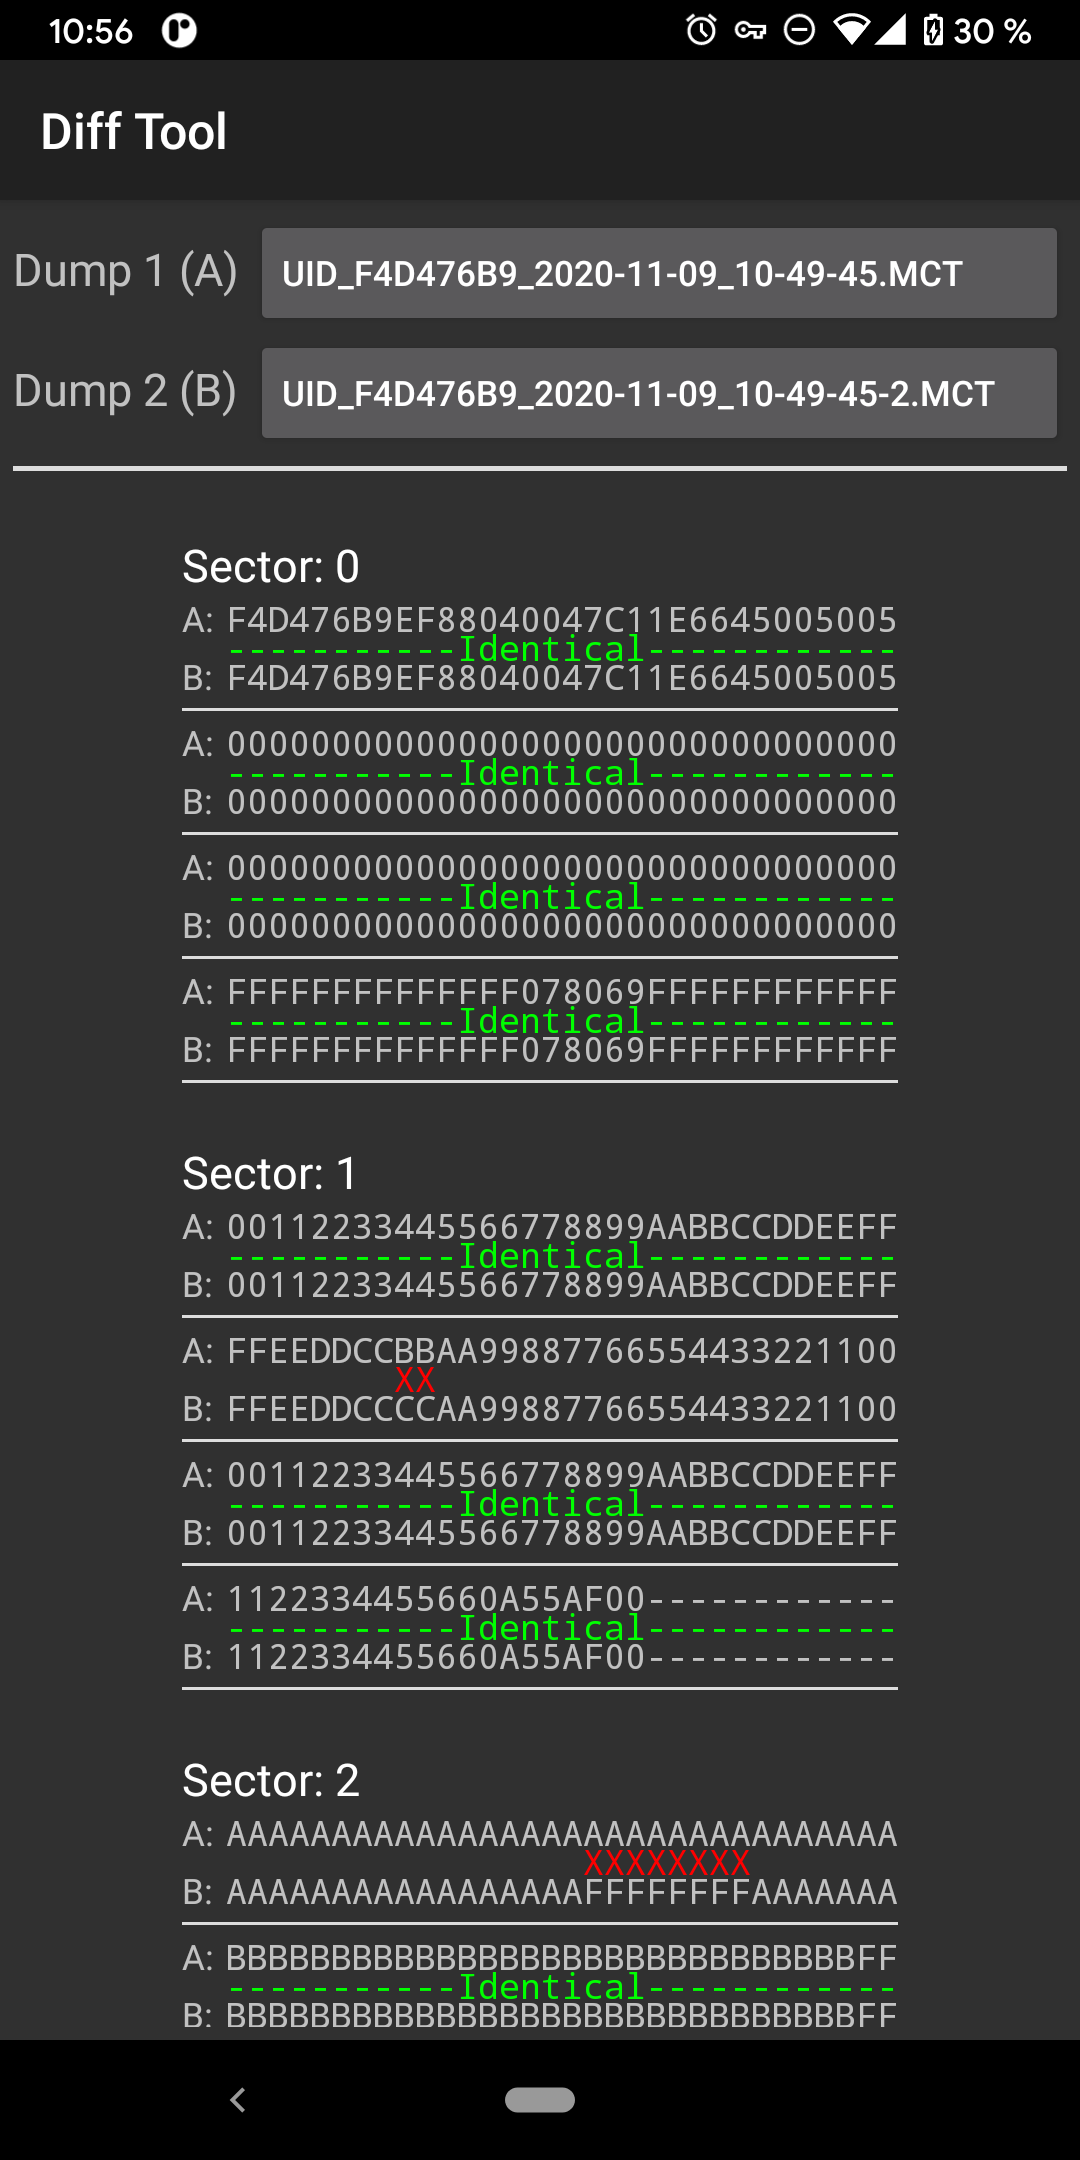 10:56
30 %
Diff Tool
Dump 1 (A) UID_F4D476B9_2020-11-09_10-49-45.MCT
Dump 2 (B) UID_F4D476B9_2020-11-09_10-49-45-2.MCT
Sector: 0
A: F4D476B9EF88040047C11E6645005005
-----------Identical------------
B: F4D476B9EF88040047C11E6645005005
A: 00000000000000000000000000000000
-----------Identical------------
B: 00000000000000000000000000000000
A: 00000000000000000000000000000000
-----------Identical------------
B: 00000000000000000000000000000000
A: FFFFFFFFFFFFFF078069FFFFFFFFFFFF
-----------Identical------------
B: FFFFFFFFFFFFFF078069FFFFFFFFFFFF
Sector: 1
A: 00112233445566778899AABBCCDDEEFF
-----------Identical------------
B: 00112233445566778899AABBCCDDEEFF
A: FFEEDDCCBBAA99887766554433221100
XX
B: FFEEDDCCCCAA99887766554433221100
A: 00112233445566778899AABBCCDDEEFF
-----------Identical------------
B: 00112233445566778899AABBCCDDEEFF
A: 1122334455660A55AF00------------
-----------Identical------------
B: 1122334455660A55AF00------------
Sector: 2
A: AAAAAAAAAAAAAAAAAAAAAAAAAAAAAAAA
XXXXXXXX
B: AAAAAAAAAAAAAAAAAFFFFFFFFAAAAAAA
A: BBBBBBBBBBBBBBBBBBBBBBBBBBBBBBFF
-----------Identical------------
B: BBBBBBBBBBBBBBBBBBBBBBBBBBBBBBFF